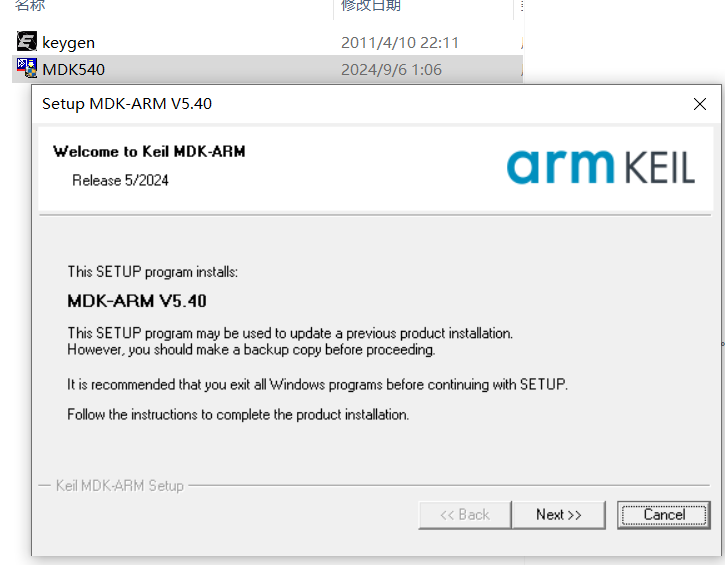 名称 修改日期
keygen 2011/4/10 22:11
MDK540 2024/9/6 1:06
Setup MDK-ARM V5.40
Welcome to Keil MDK-ARM
Release 5/2024
arm KEIL
This SETUP program installs:
MDK-ARM V5.40
This SETUP program may be used to update a previous product installation.
However, you should make a backup copy before proceeding.
It is recommended that you exit all Windows programs before continuing with SETUP.
Follow the instructions to complete the product installation.
Keil MDK-ARM Setup
<< Back Next >> Cancel